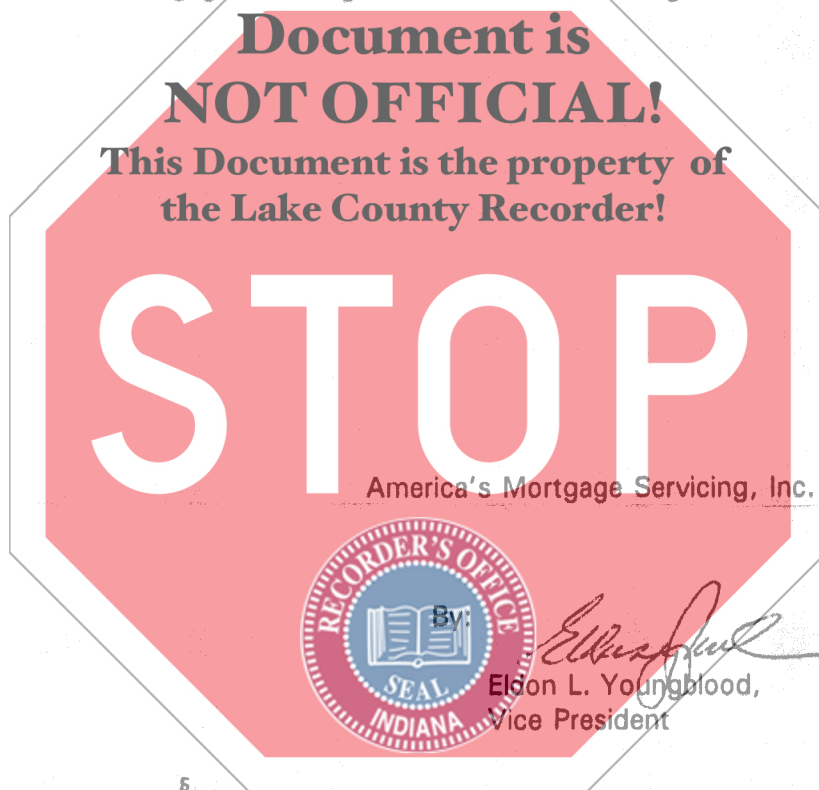 Document is
NOT OFFICIAL!
This Document is the property of
the Lake County Recorder!
STOP
America's Mortgage Servicing, Inc.
RECORDER'S OFFICE
SEAL
INDIANA
By:
Eldon L. Youngblood,
Vice President